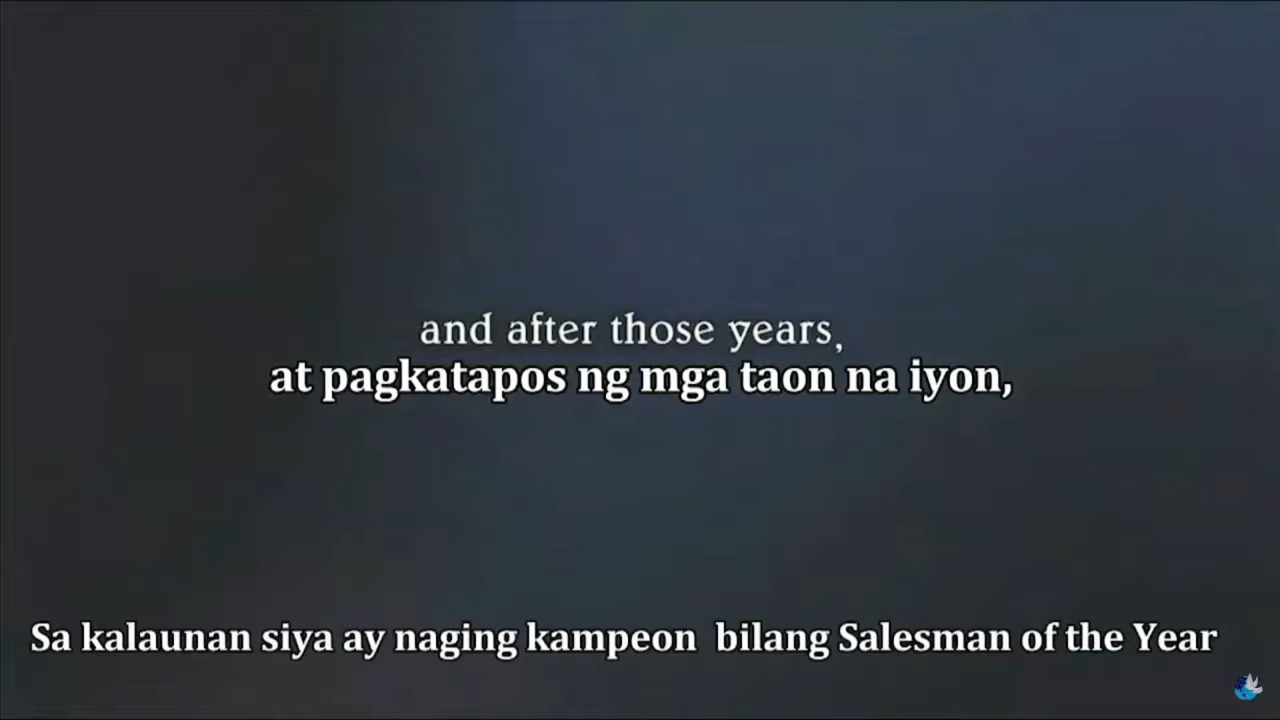 and after those years,
at pagkatapos ng mga taon na iyon,
Sa kalaunan siya ay naging kampeon  bilang Salesman of the Year